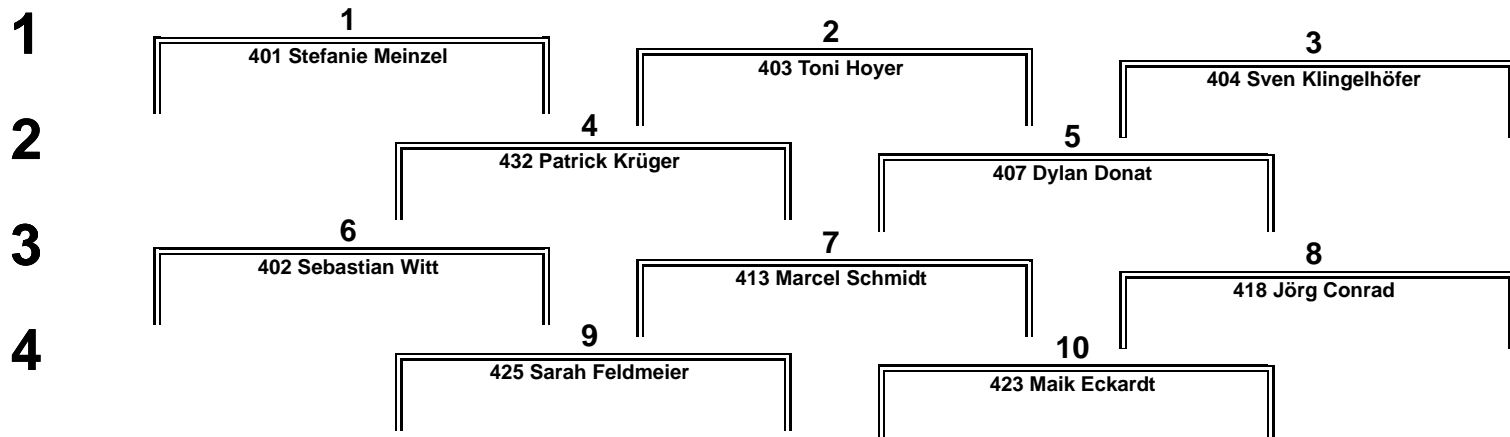 1
1
401 Stefanie Meinzel
2
403 Toni Hoyer
3
404 Sven Klingelhöfer
2
4
432 Patrick Krüger
5
407 Dylan Donat
3
6
402 Sebastian Witt
7
413 Marcel Schmidt
8
418 Jörg Conrad
4
9
425 Sarah Feldmeier
10
423 Maik Eckardt